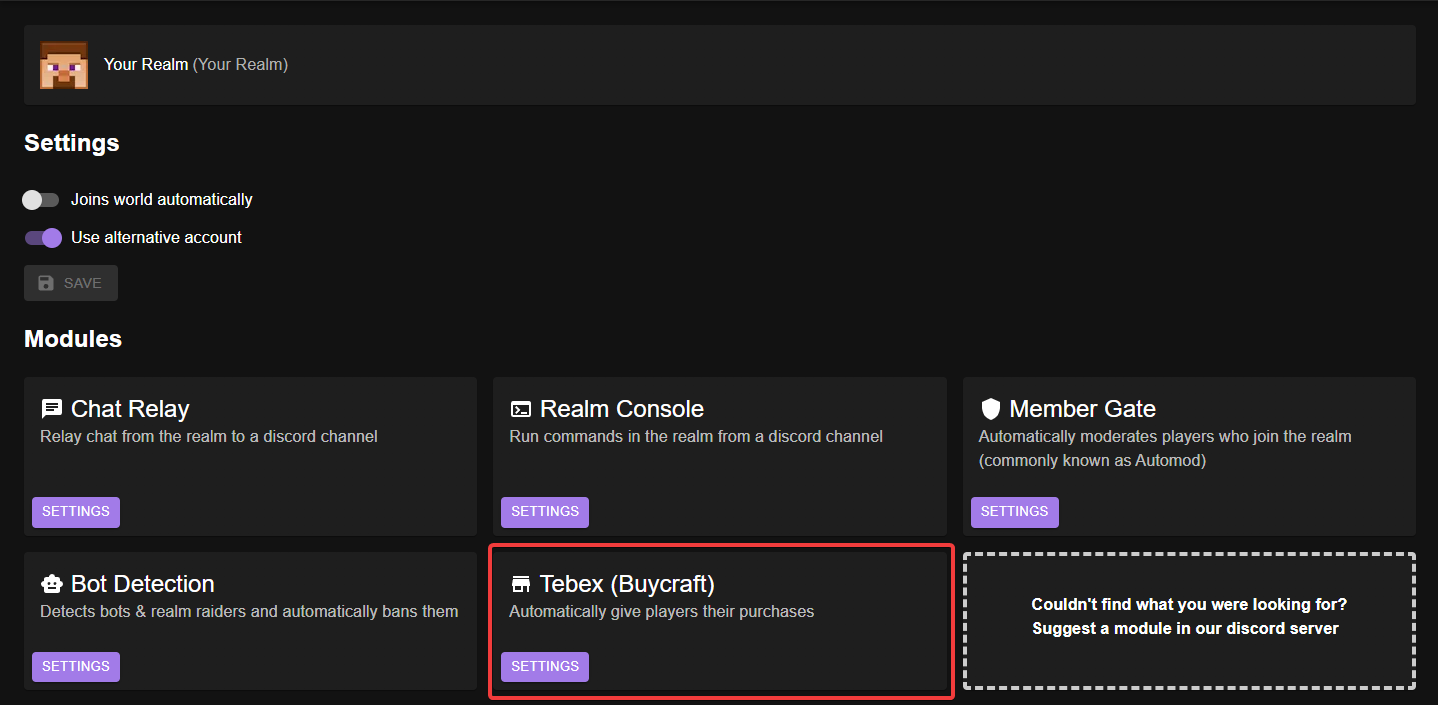 Your Realm (Your Realm)
Settings
Joins world automatically
Use alternative account
SAVE
Modules
Chat Relay
Relay chat from the realm to a discord channel
SETTINGS
Realm Console
Run commands in the realm from a discord channel
SETTINGS
Member Gate
Automatically moderates players who join the realm
(commonly known as Automod)
SETTINGS
Bot Detection
Detects bots & realm raiders and automatically bans them
SETTINGS
Tebex (Buycraft)
Automatically give players their purchases
SETTINGS
Couldn't find what you were looking for?
Suggest a module in our discord server